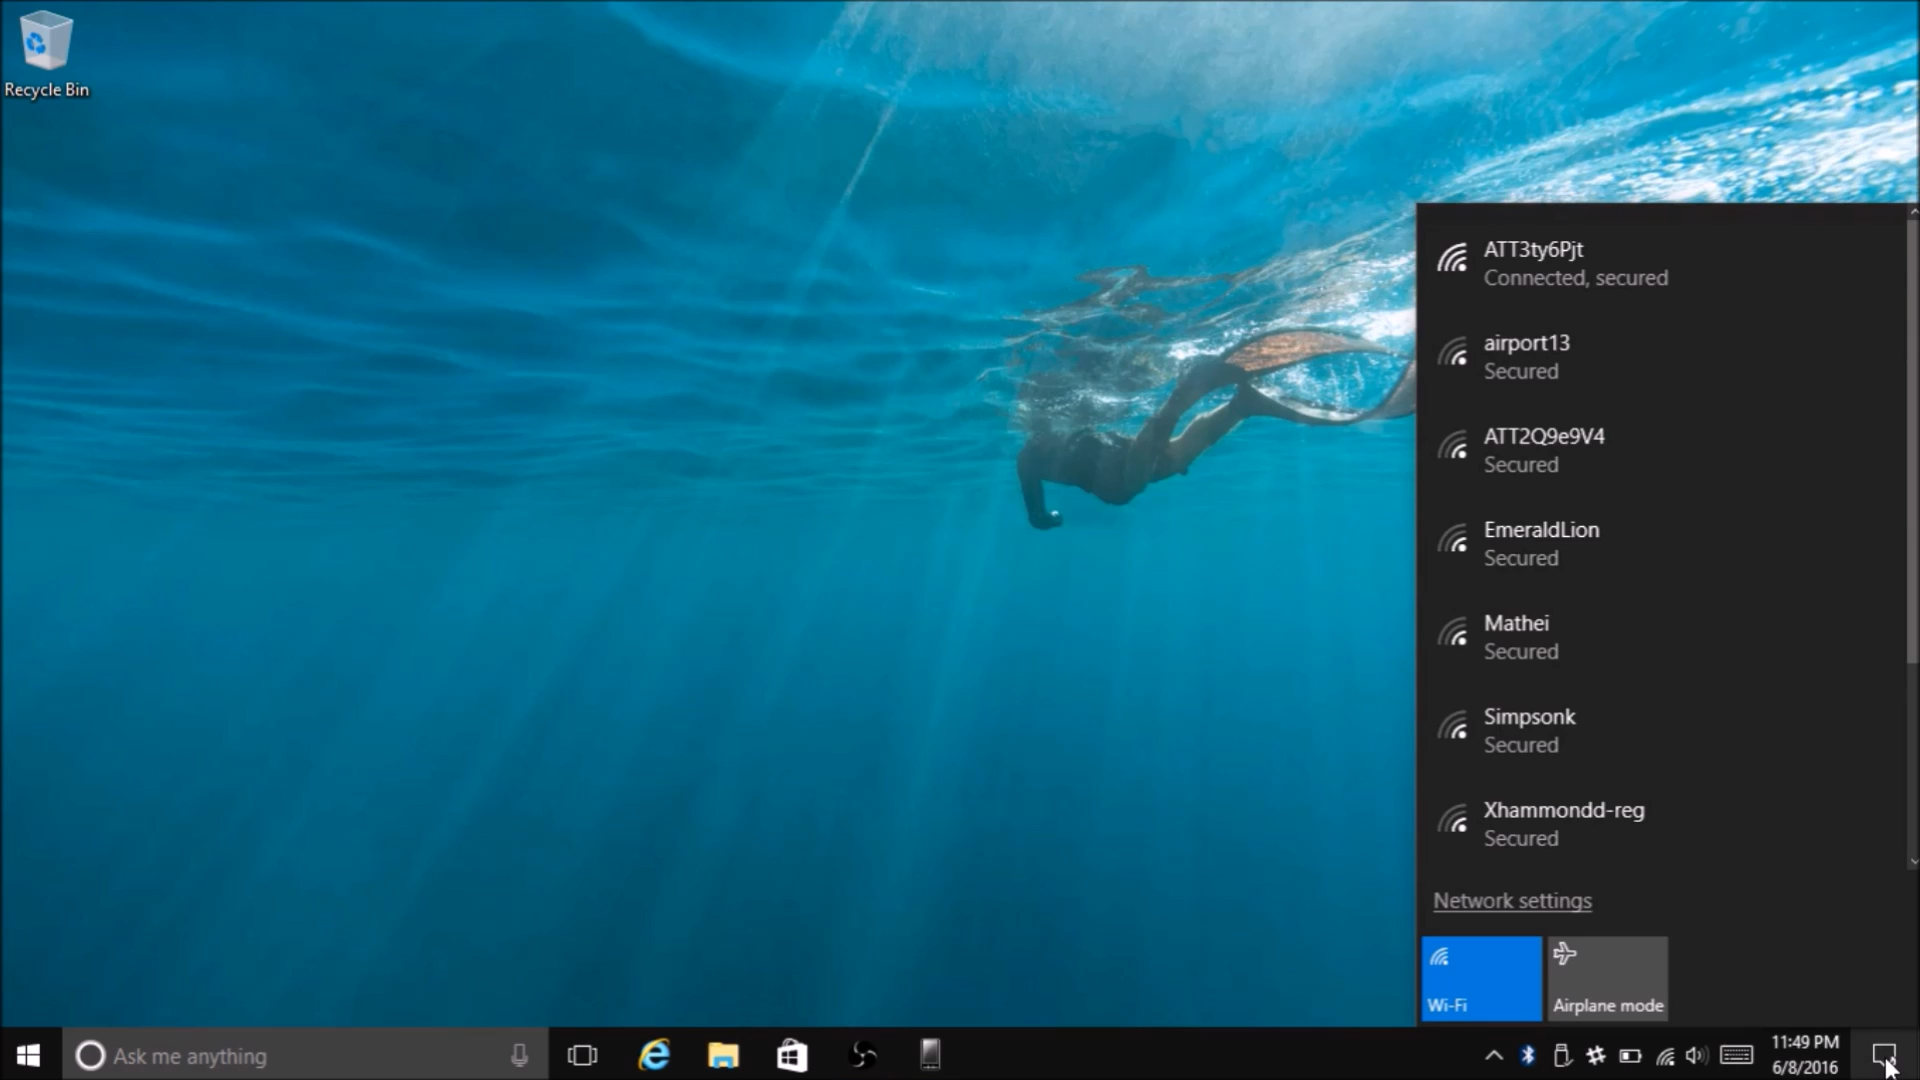 Recycle Bin
ATT3ty6Pjt
Connected, secured
airport13
Secured
ATT2Q9e9V4
Secured
EmeraldLion
Secured
Mathei
Secured
Simpsonk
Secured
Xhammondd-reg
Secured
Network settings
Wi-Fi
Airplane mode
Ask me anything
11:49 PM
6/8/2016